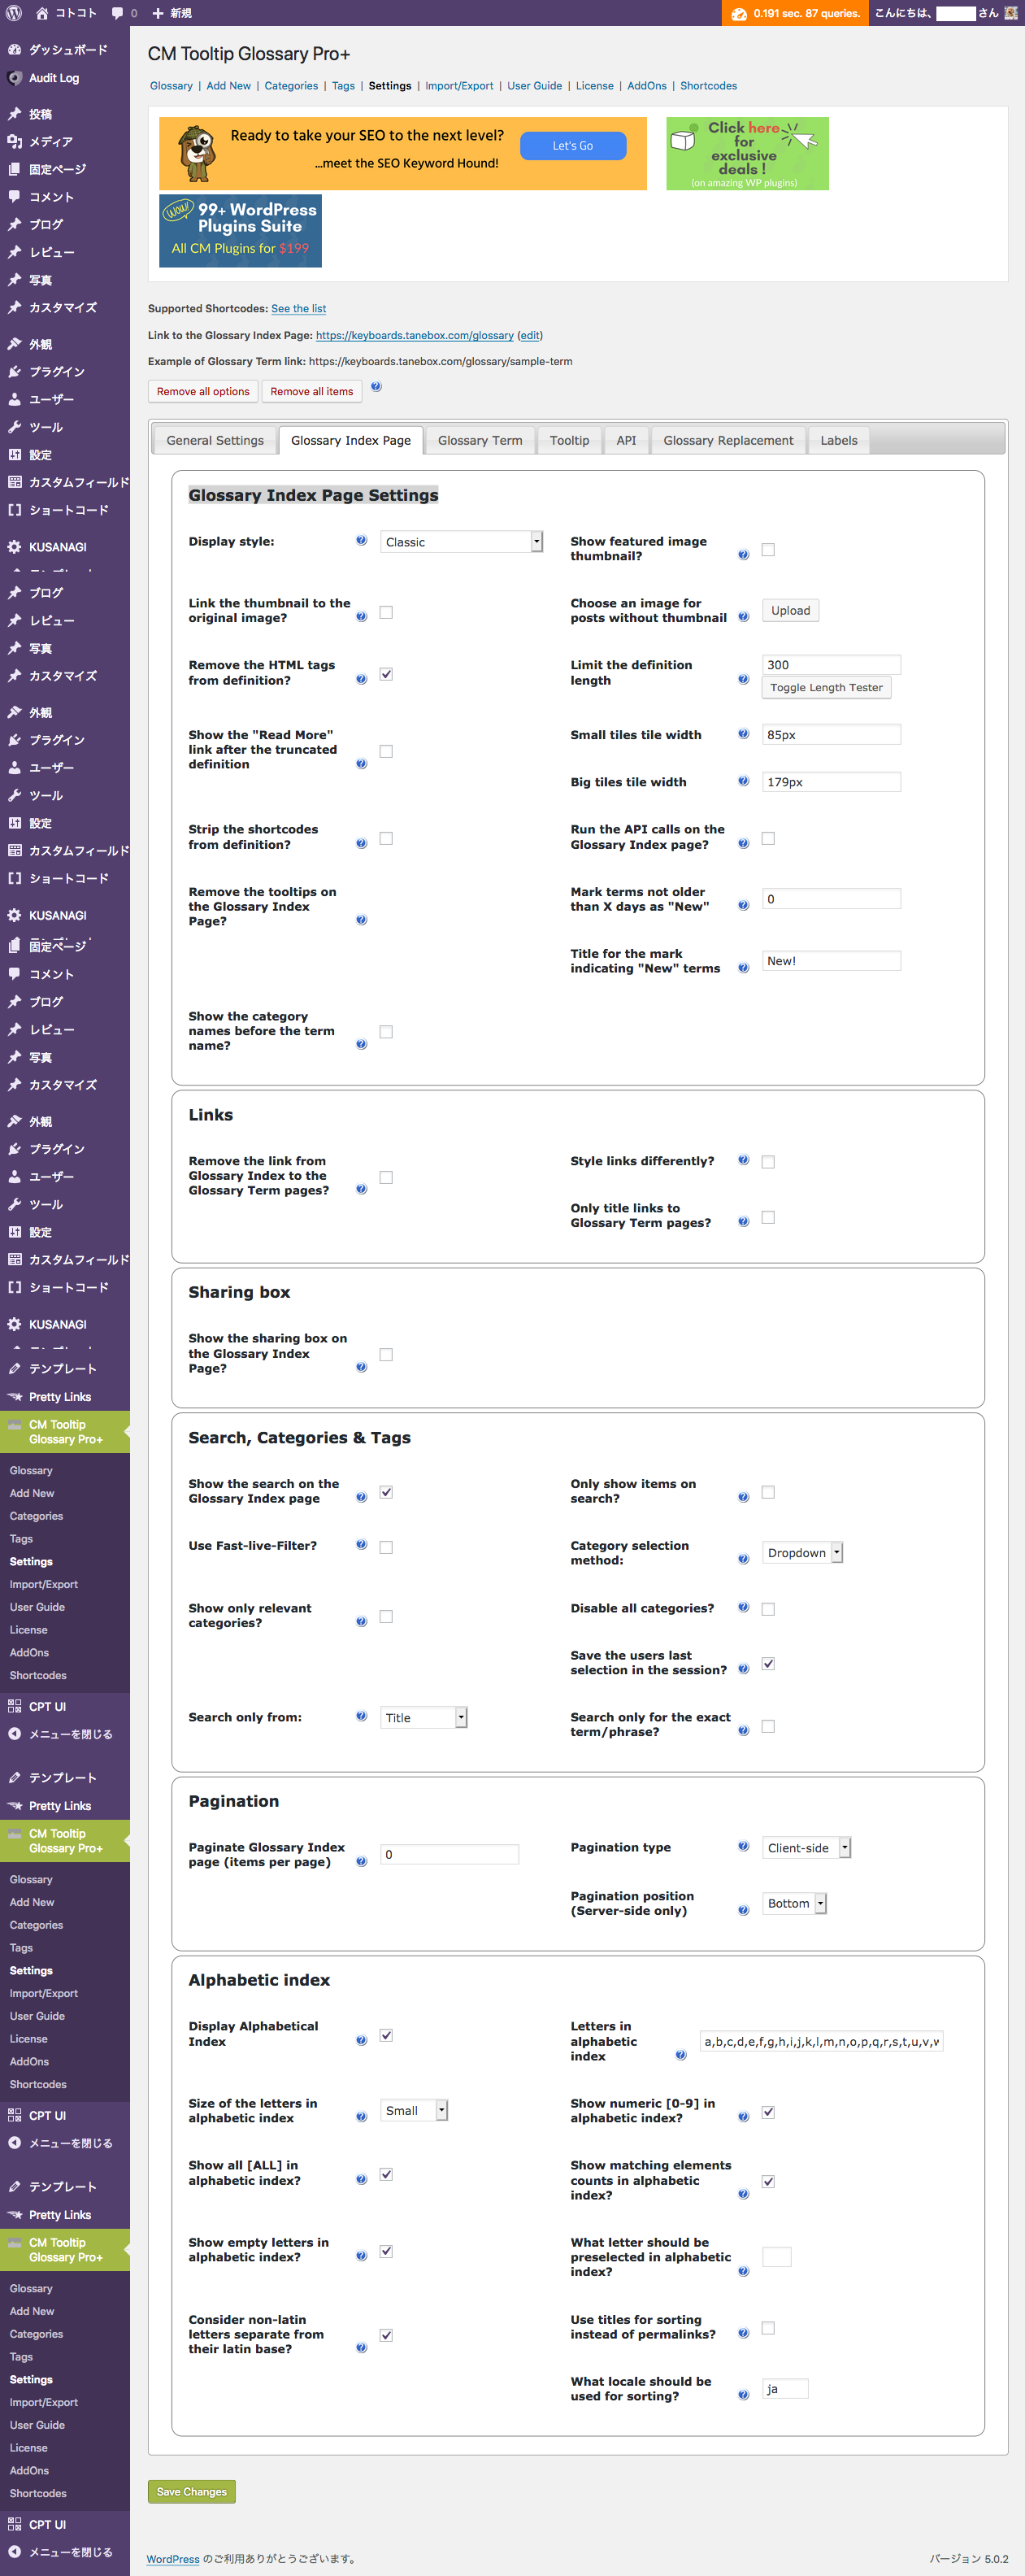 コトコト 0 新規 0.191 sec. 87 queries. こんにちは、 さん
ダッシュボード
Audit Log
投稿
メディア
固定ページ
コメント
ブログ
レビュー
写真
カスタマイズ
外観
プラグイン
ユーザー
ツール
設定
カスタムフィールド
ショートコード
KUSANAGI
ブログ
レビュー
写真
カスタマイズ
外観
プラグイン
ユーザー
ツール
設定
カスタムフィールド
ショートコード
KUSANAGI
固定ページ
コメント
ブログ
レビュー
写真
カスタマイズ
外観
プラグイン
ユーザー
ツール
設定
カスタムフィールド
ショートコード
KUSANAGI
テンプレート
Pretty Links
CM Tooltip
Glossary Pro+
Glossary
Add New
Categories
Tags
Settings
Import/Export
User Guide
License
AddOns
Shortcodes
CPT UI
メニューを閉じる
テンプレート
Pretty Links
CM Tooltip
Glossary Pro+
Glossary
Add New
Categories
Tags
Settings
Import/Export
User Guide
License
AddOns
Shortcodes
CPT UI
メニューを閉じる
テンプレート
Pretty Links
CM Tooltip
Glossary Pro+
Glossary
Add New
Categories
Tags
Settings
Import/Export
User Guide
License
AddOns
Shortcodes
CPT UI
メニューを閉じる
CM Tooltip Glossary Pro+
Glossary | Add New | Categories | Tags | Settings | Import/Export | User Guide | License | AddOns | Shortcodes
Ready to take your SEO to the next level?
...meet the SEO Keyword Hound!
Let's Go
Click here
for
exclusive
deals !
(on amazing WP plugins)
Wow! 99+ WordPress
Plugins Suite
All CM Plugins for $199
Supported Shortcodes: See the list
Link to the Glossary Index Page: https://keyboards.tanebox.com/glossary (edit)
Example of Glossary Term link: https://keyboards.tanebox.com/glossary/sample-term
Remove all options Remove all items
General Settings Glossary Index Page Glossary Term Tooltip API Glossary Replacement Labels
Glossary Index Page Settings
Display style: Classic
Show featured image
thumbnail?
Link the thumbnail to the
original image?
Choose an image for
posts without thumbnail
Upload
Remove the HTML tags
from definition?
Limit the definition
length
300
Toggle Length Tester
Show the "Read More"
link after the truncated
definition
Small tiles tile width 85px
Big tiles tile width 179px
Strip the shortcodes
from definition?
Run the API calls on the
Glossary Index page?
Remove the tooltips on
the Glossary Index
Page?
Mark terms not older
than X days as "New"
0
Title for the mark
indicating "New" terms
New!
Show the category
names before the term
name?
Links
Remove the link from
Glossary Index to the
Glossary Term pages?
Style links differently?
Only title links to
Glossary Term pages?
Sharing box
Show the sharing box on
the Glossary Index
Page?
Search, Categories & Tags
Show the search on the
Glossary Index page
Only show items on
search?
Use Fast-live-Filter?
Category selection
method:
Dropdown
Show only relevant
categories?
Disable all categories?
Save the users last
selection in the session?
Search only from: Title
Search only for the exact
term/phrase?
Pagination
Paginate Glossary Index
page (items per page)
0
Pagination type Client-side
Pagination position
(Server-side only)
Bottom
Alphabetic index
Display Alphabetical
Index
Letters in
alphabetic
index
a,b,c,d,e,f,g,h,i,j,k,l,m,n,o,p,q,r,s,t,u,v,w
Size of the letters in
alphabetic index
Small
Show numeric [0-9] in
alphabetic index?
Show all [ALL] in
alphabetic index?
Show matching elements
counts in alphabetic
index?
Show empty letters in
alphabetic index?
What letter should be
preselected in alphabetic
index?
Consider non-latin
letters separate from
their latin base?
Use titles for sorting
instead of permalinks?
What locale should be
used for sorting?
ja
Save Changes
WordPress のご利用ありがとうございます。 バージョン 5.0.2